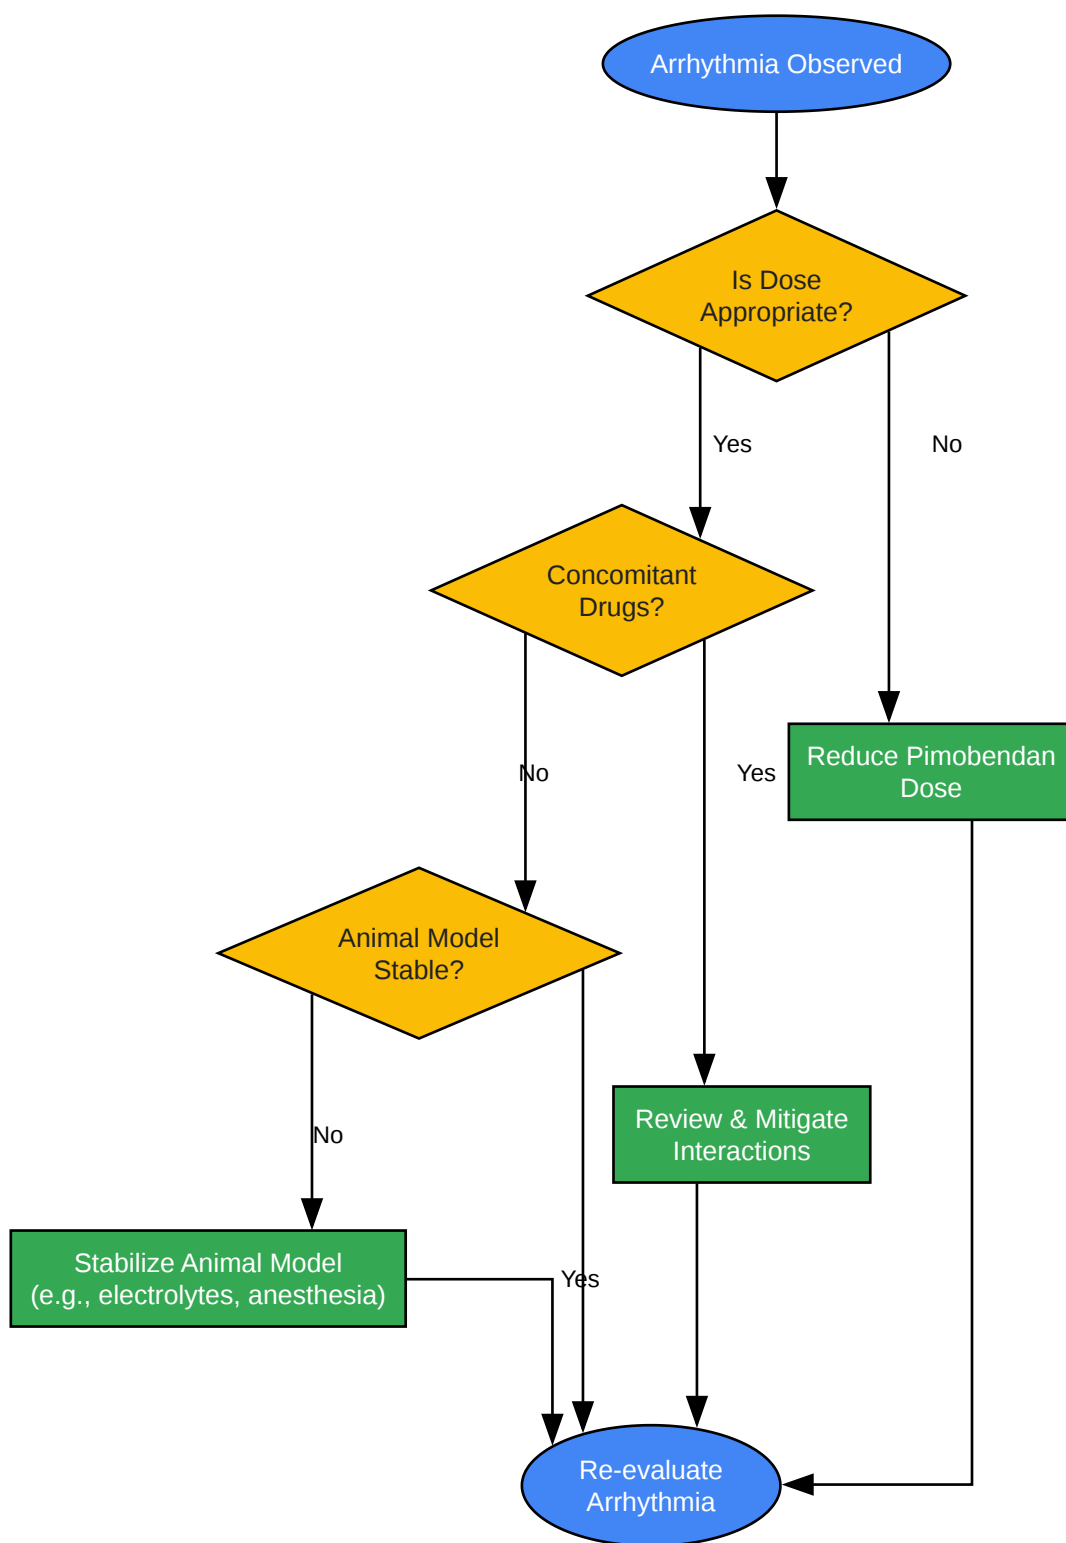 Arrhythmia Observed
Is Dose
Appropriate?
Yes
No
Concomitant
Drugs?
No
Yes
Reduce Pimobendan
Dose
Animal Model
Stable?
No
Review & Mitigate
Interactions
Stabilize Animal Model
(e.g., electrolytes, anesthesia)
Yes
Re-evaluate
Arrhythmia